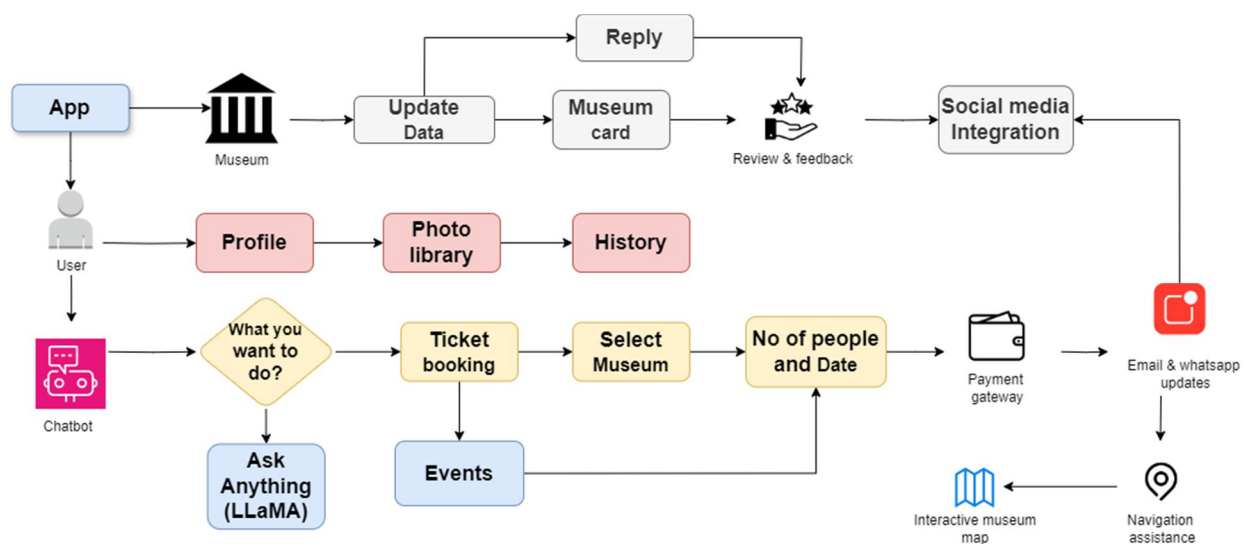 Reply
App
Update
Data
Museum
card
Social media
Integration
Museum
Review & feedback
Profile
Photo
library
History
User
What you
want to
do?
Ticket
booking
Select
Museum
No of people
and Date
Payment
gateway
Email & whatsapp
updates
Chatbot
Ask
Anything
(LLaMA)
Events
Interactive museum
map
Navigation
assistance